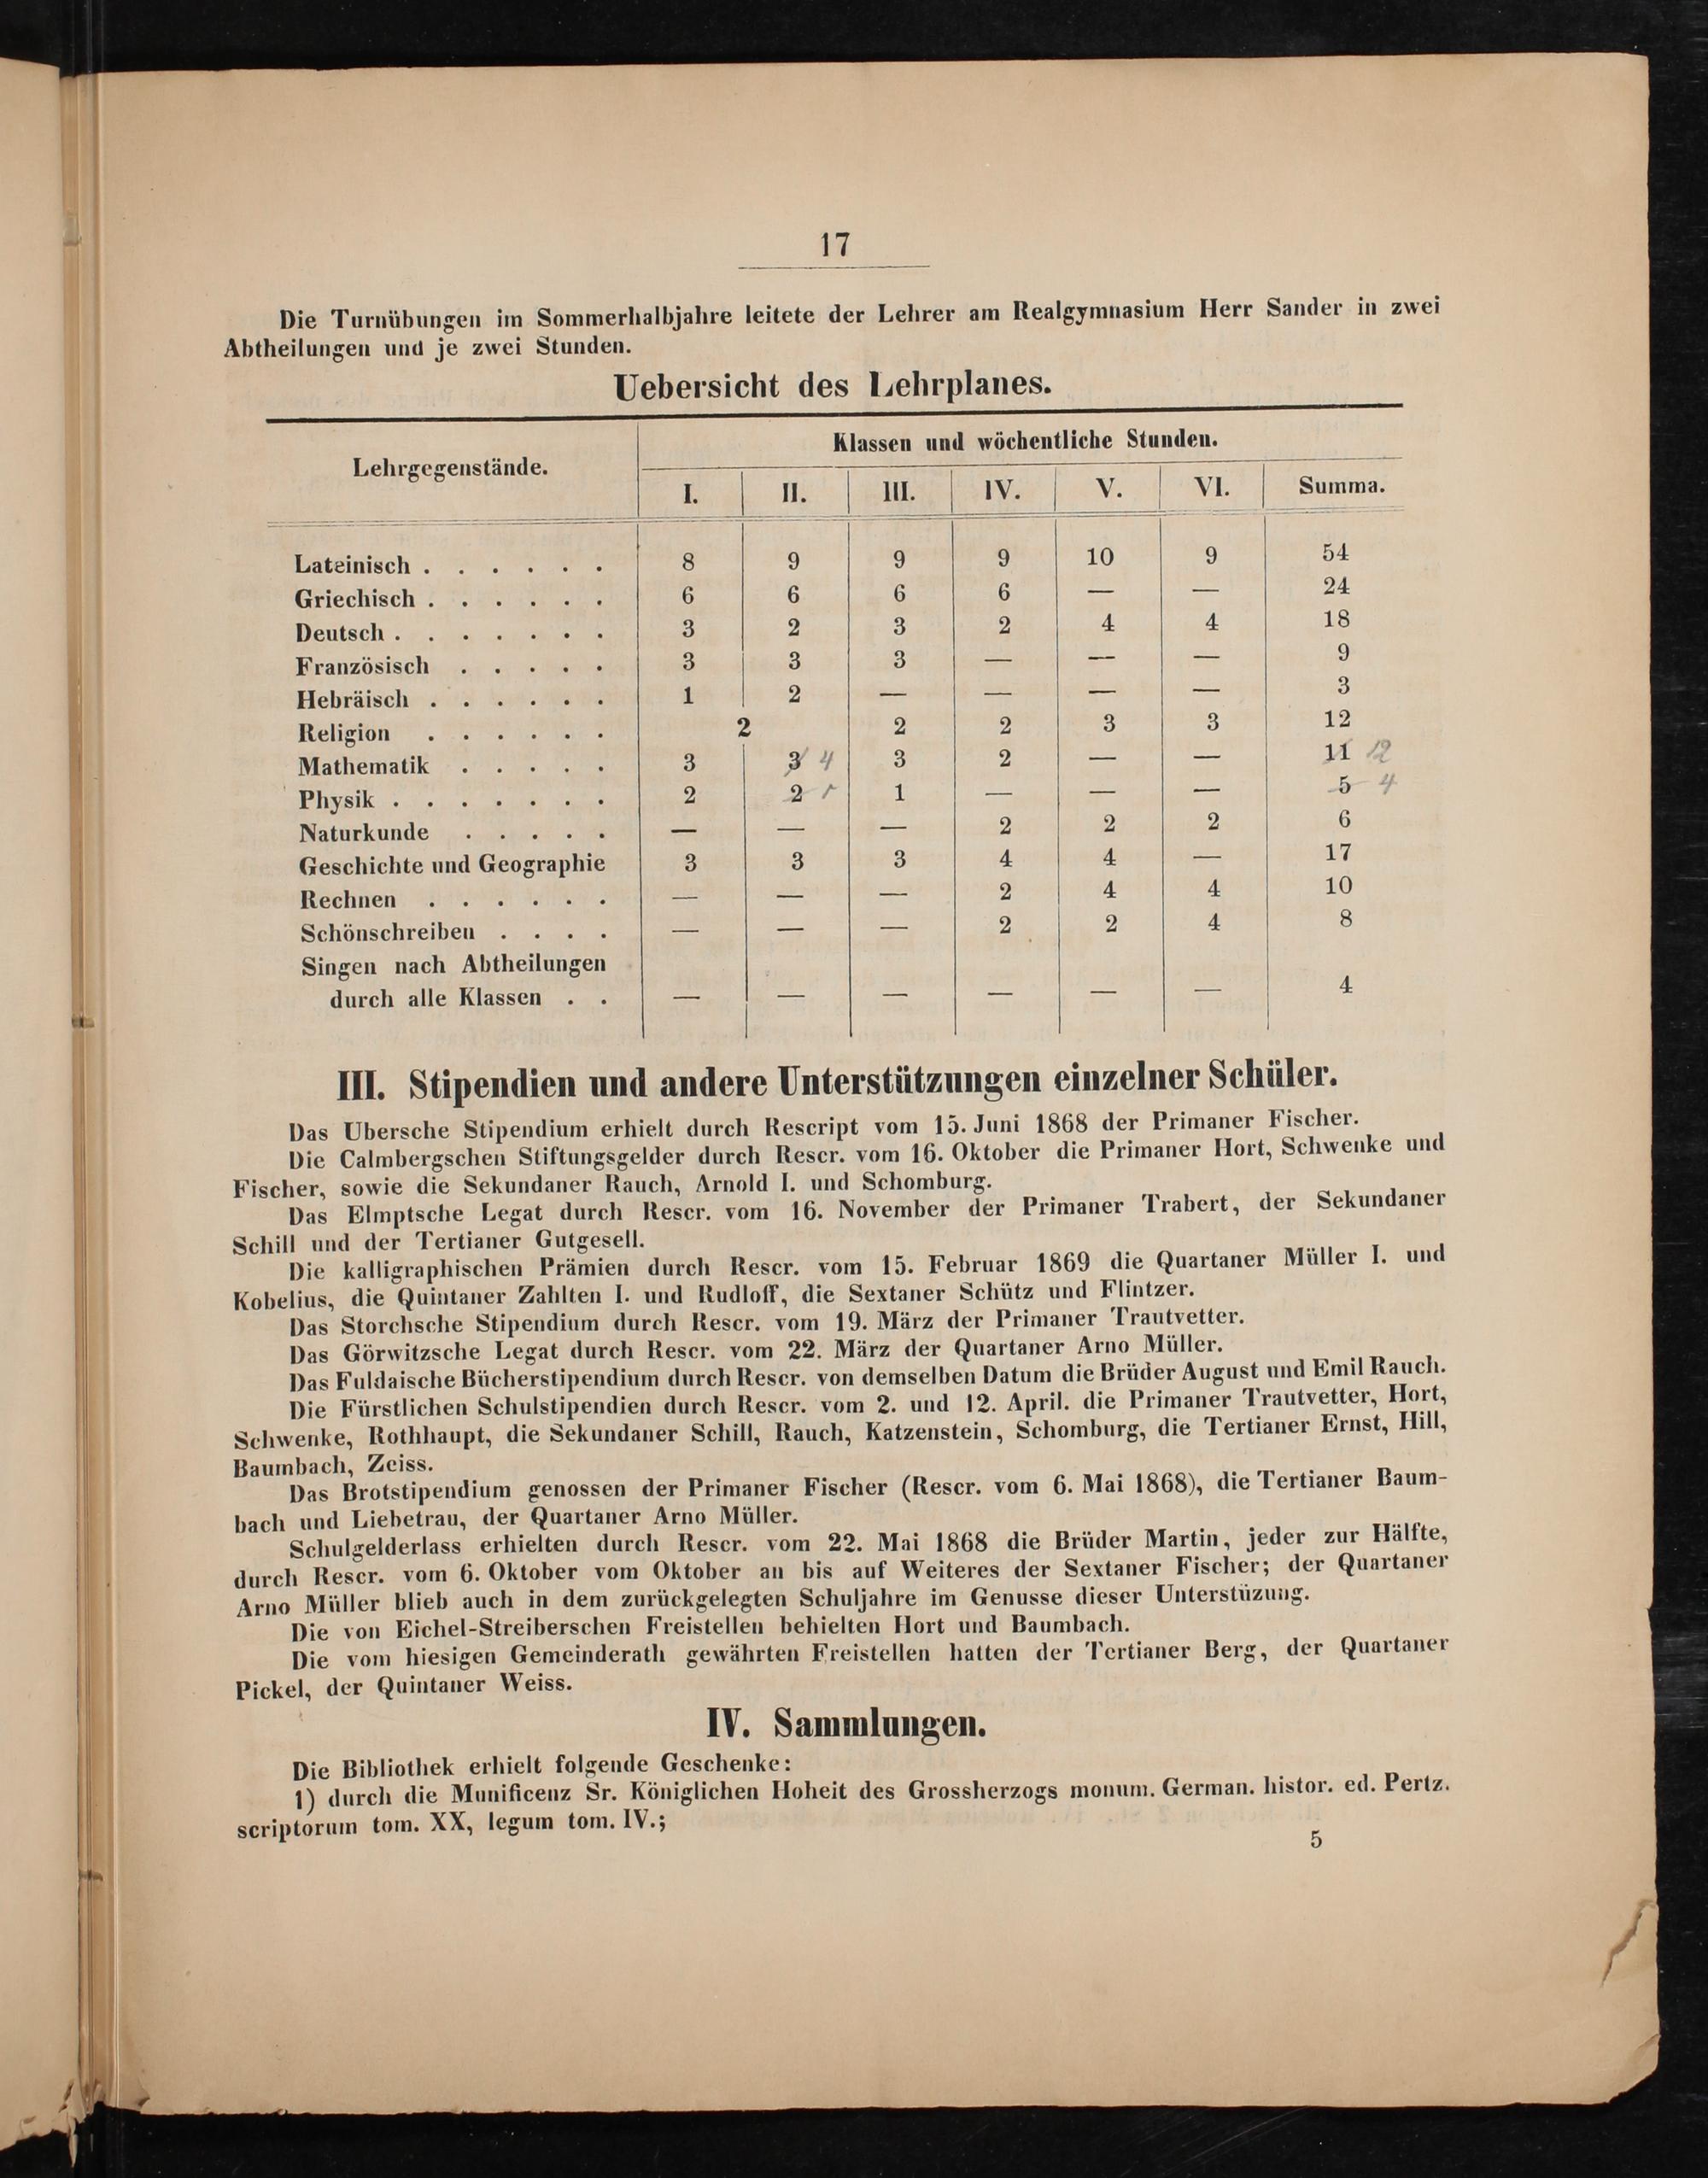 17
Die Turnübungen im Sommerhalbjahre leitete der Lehrer am Realgymnasium Herr Sander in zwei
Abtheilungen und je zwei Stunden.
Uebersicht des Lehrplanes.
Lehrgegenstände. Klassen und wöchentliche Stunden.
I. II. III. IV. V. VI. Summa.
Lateinisch . . . . . . 8 9 9 9 10 9 54
Griechisch . . . . . . 6 6 6 6 — — 24
Deutsch . . . . . . . 3 2 3 2 4 4 18
Französisch . . . . . 3 3 3 — — — 9
Hebräisch . . . . . . 1 2 — — — — 3
Religion . . . . . . 2 2 2 3 3 12
Mathematik . . . . . 3 3 4 3 2 — — 11 12
Physik . . . . . . . 2 2 1 1 — — — 5 4
Naturkunde . . . . . — — — 2 2 2 6
Geschichte und Geographie 3 3 3 4 4 — 17
Rechnen . . . . . . — — — 2 4 4 10
Schönschreiben . . . . — — — 2 2 4 8
Singen nach Abtheilungen
durch alle Klassen . . — — — — — — 4
III. Stipendien und andere Unterstützungen einzelner Schüler.
Das Ubersche Stipendium erhielt durch Rescript vom 15. Juni 1868 der Primaner Fischer.
Die Calmbergschen Stiftungsgelder durch Rescr. vom 16. Oktober die Primaner Hort, Schwenke und
Fischer, sowie die Sekundaner Rauch, Arnold I. und Schomburg.
Das Elmptsche Legat durch Rescr. vom 16. November der Primaner Trabert, der Sekundaner
Schill und der Tertianer Gutgesell.
Die kalligraphischen Prämien durch Rescr. vom 15. Februar 1869 die Quartaner Müller I. und
Kobelius, die Quintaner Zahlten I. und Rudloff, die Sextaner Schütz und Flintzer.
Das Storchsche Stipendium durch Rescr. vom 19. März der Primaner Trautvetter.
Das Görwitzsche Legat durch Rescr. vom 22. März der Quartaner Arno Müller.
Das Fuldaische Bücherstipendium durch Rescr. von demselben Datum die Brüder August und Emil Rauch.
Die Fürstlichen Schulstipendien durch Rescr. vom 2. und 12. April. die Primaner Trautvetter, Hort,
Schwenke, Rothhaupt, die Sekundaner Schill, Rauch, Katzenstein, Schomburg, die Tertianer Ernst, Hill,
Baumbach, Zeiss.
Das Brotstipendium genossen der Primaner Fischer (Rescr. vom 6. Mai 1868), die Tertianer Baum-
bach und Liebetrau, der Quartaner Arno Müller.
Schulgelderlass erhielten durch Rescr. vom 22. Mai 1868 die Brüder Martin, jeder zur Hälfte,
durch Rescr. vom 6. Oktober vom Oktober an bis auf Weiteres der Sextaner Fischer; der Quartaner
Arno Müller blieb auch in dem zurückgelegten Schuljahre im Genusse dieser Unterstüzung.
Die von Eichel-Streiberschen Freistellen behielten Hort und Baumbach.
Die vom hiesigen Gemeinderath gewährten Freistellen hatten der Tertianer Berg, der Quartaner
Pickel, der Quintaner Weiss.
IV. Sammlungen.
Die Bibliothek erhielt folgende Geschenke:
1) durch die Munificenz Sr. Königlichen Hoheit des Grossherzogs monum. German. histor. ed. Pertz.
scriptorum tom. XX, legum tom. IV.;
5